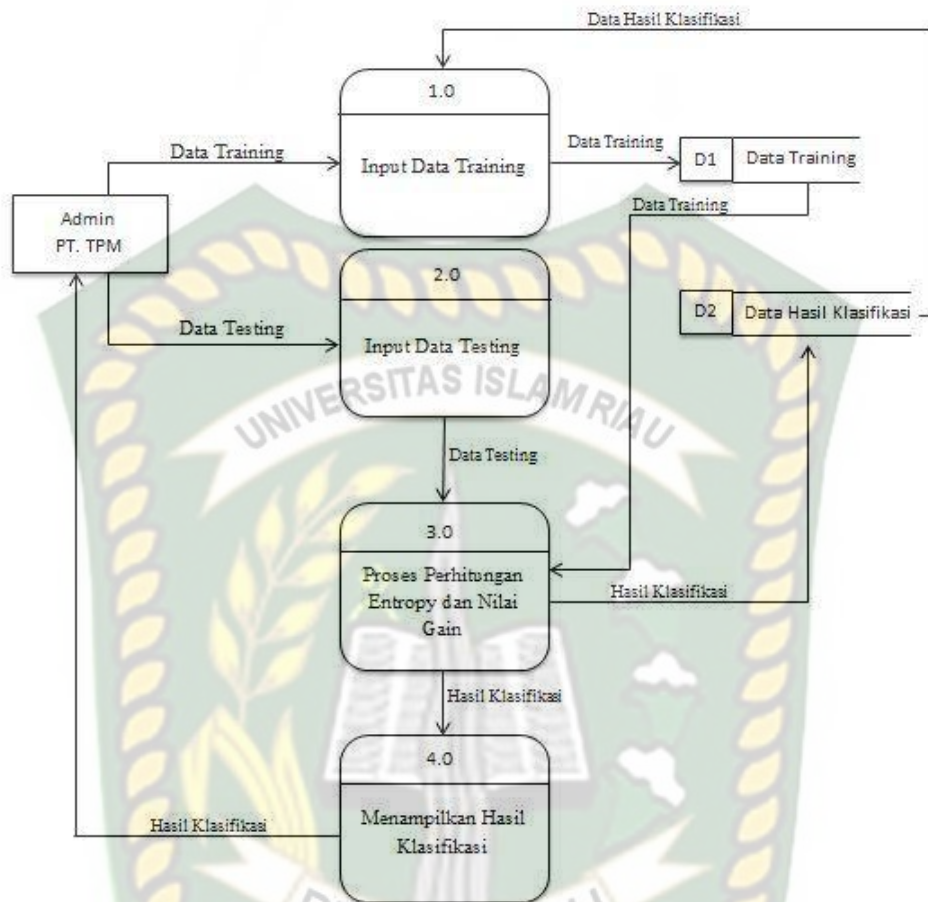 Data Hasil Klasifikasi
1.0
Input Data Training
Data Training
Data Training
D1
Data Training
Data Training
Admin
PT. TPM
2.0
Input Data Testing
Data Testing
D2
Data Hasil Klasifikasi
UNIVERSITAS ISLAM RIAU
Data Testing
3.0
Proses Perhitungan
Entropy dan Nilai
Gain
Hasil Klasifikasi
Hasil Klasifikasi
4.0
Menampilkan Hasil
Klasifikasi
Hasil Klasifikasi